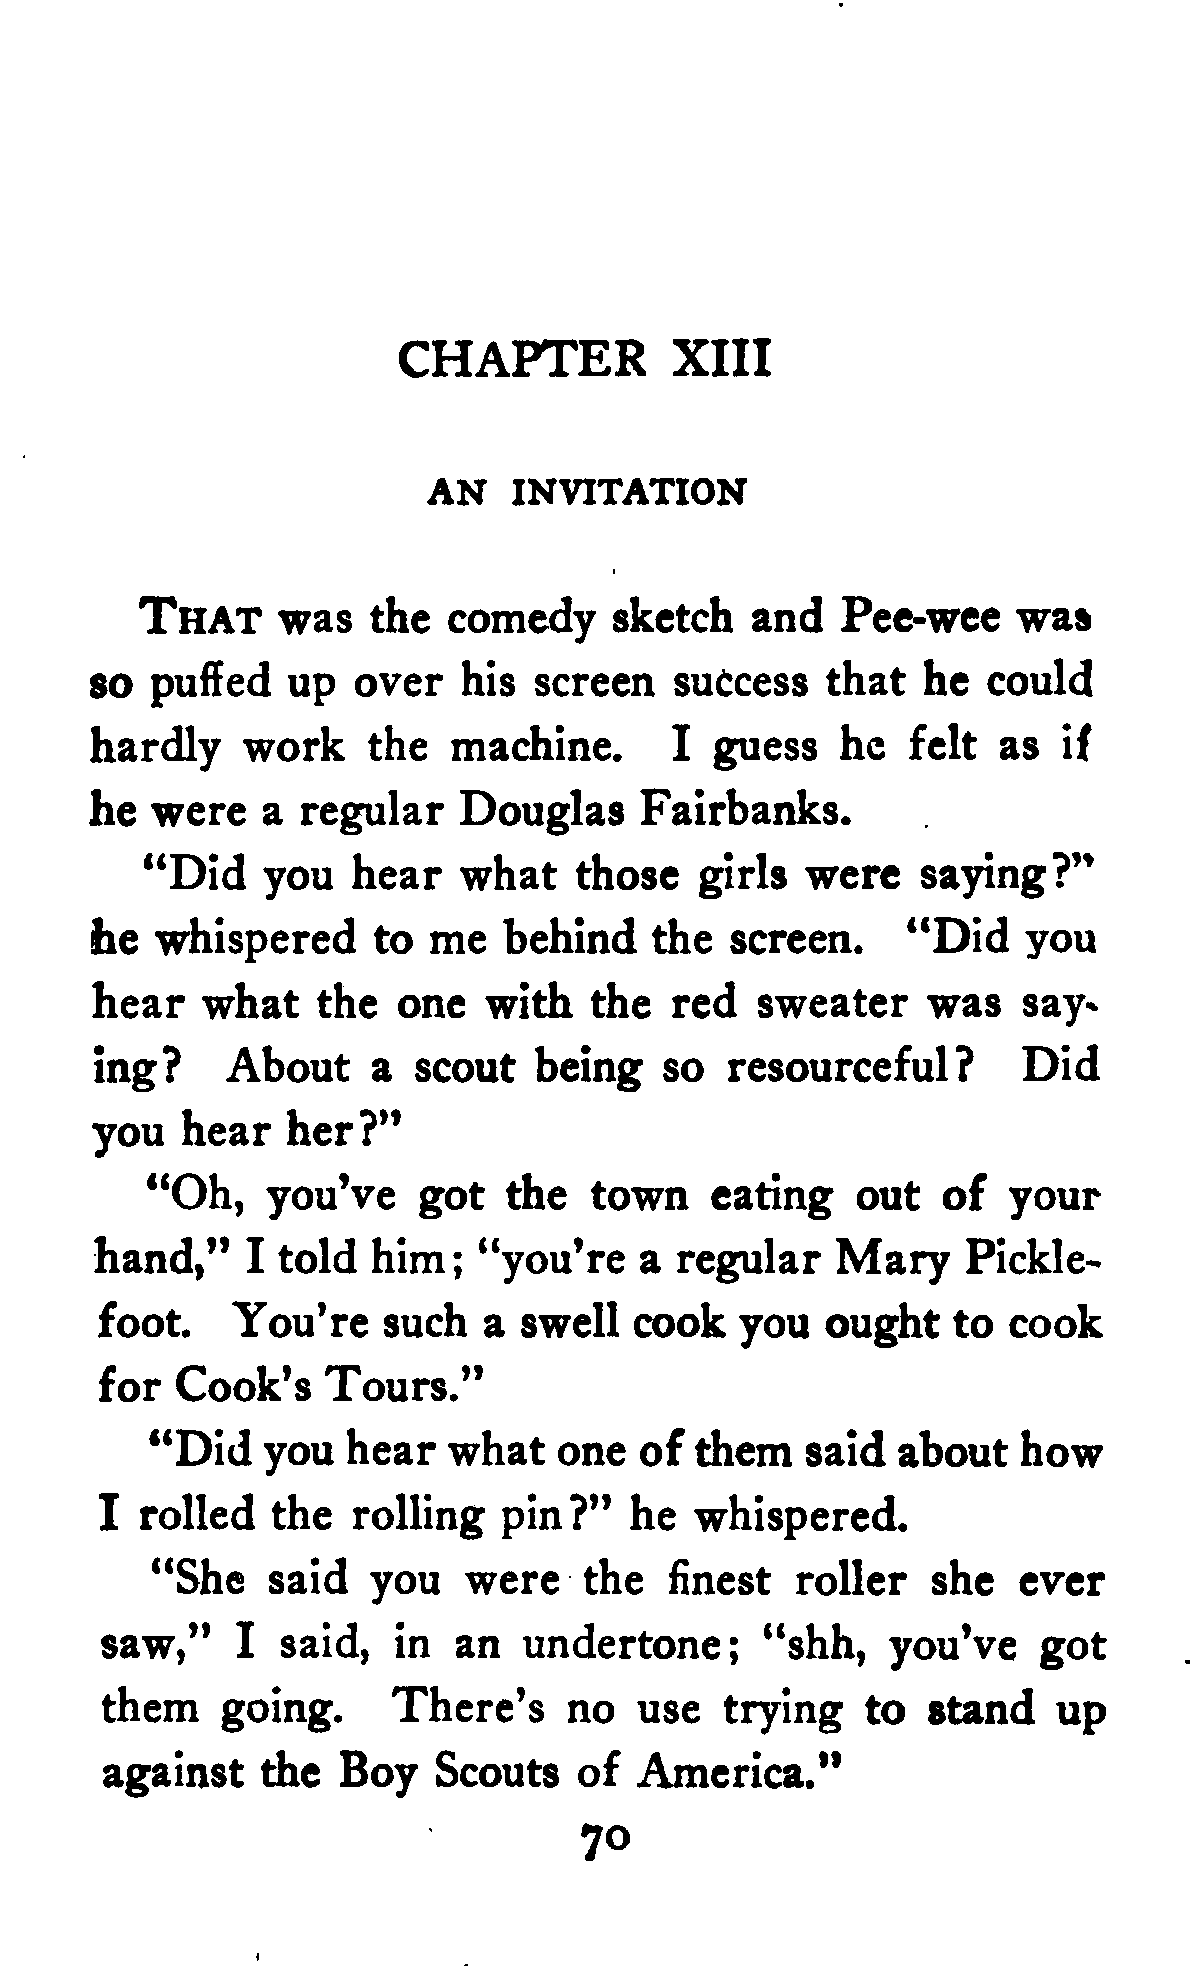 CHAPTER XIII
AN INVITATION
THAT was the comedy sketch and Pee-wee was
so puffed up over his screen success that he could
hardly work the machine. I guess he felt as if
he were a regular Douglas Fairbanks.
"Did you hear what those girls were saying?"
he whispered to me behind the screen. "Did you
hear what the one with the red sweater was say-
ing? About a scout being so resourceful? Did
you hear her?"
"Oh, you've got the town eating out of your
hand," I told him; "you're a regular Mary Pickle-
foot. You're such a swell cook you ought to cook
for Cook's Tours."
"Did you hear what one of them said about how
I rolled the rolling pin?" he whispered.
"She said you were the finest roller she ever
saw," I said, in an undertone; "shh, you've got
them going. There's no use trying to stand up
against the Boy Scouts of America."
70